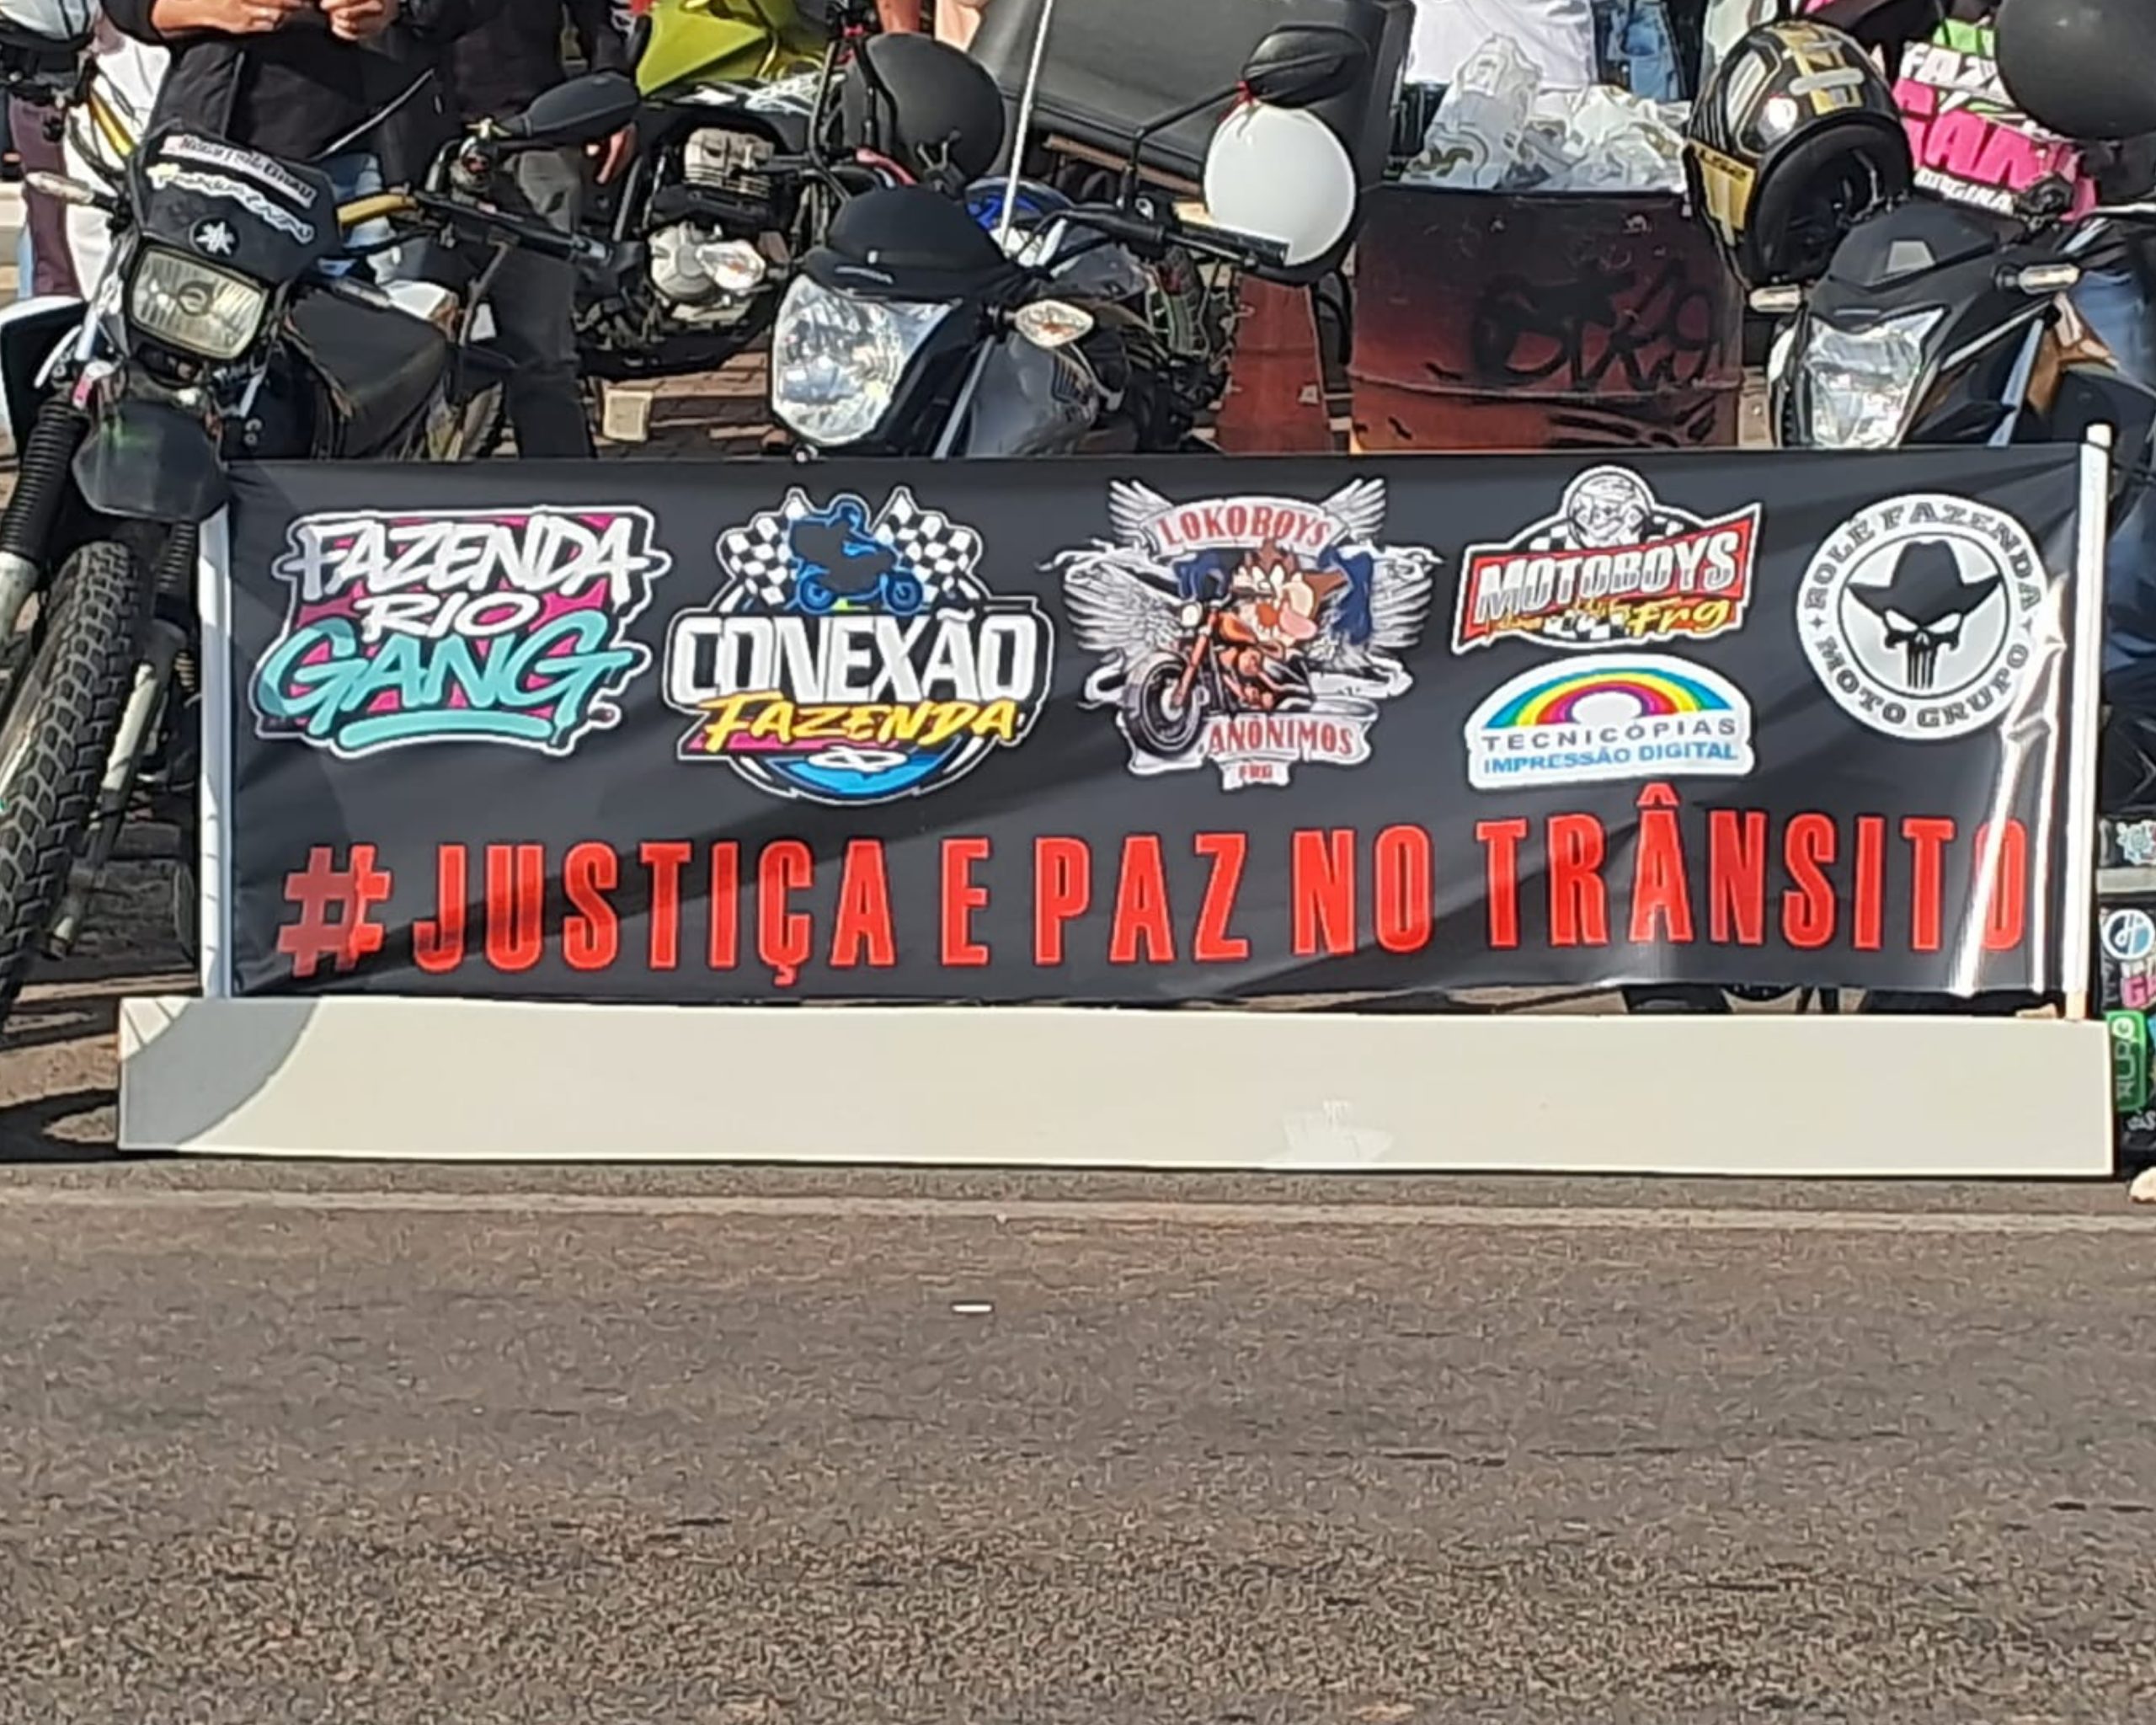 FAZENDA
RIO
GANG
CONEXÃO
FAZENDA
LOKOBOYS
ANÔNIMOS
FRG
MOTOBOYS
Frg
TECNICÓPIAS
IMPRESSÃO DIGITAL
ROLÊ FAZENDA
MOTO GRUPO
# JUSTIÇA E PAZ NO TRÂNSITO